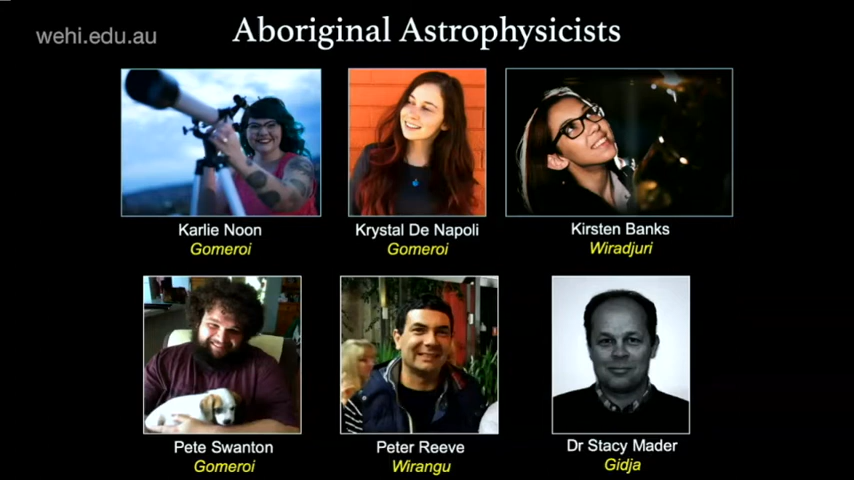 wehi.edu.au
Aboriginal Astrophysicists
Karlie Noon
Gomeroi
Krystal De Napoli
Gomeroi
Kirsten Banks
Wiradjuri
Pete Swanton
Gomeroi
Peter Reeve
Wirangu
Dr Stacy Mader
Gidja